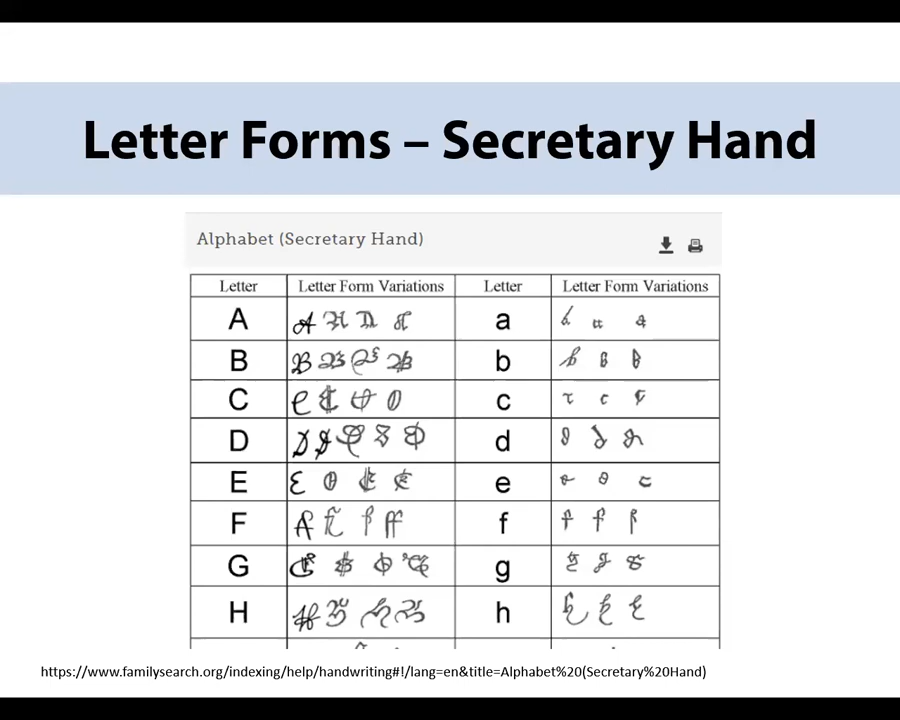 Letter Forms – Secretary Hand
Alphabet (Secretary Hand)
Letter Letter Form Variations Letter Letter Form Variations
A a
B b
C c
D d
E e
F f
G g
H h
https://www.familysearch.org/indexing/help/handwriting#!/lang=en&title=Alphabet%20(Secretary%20Hand)